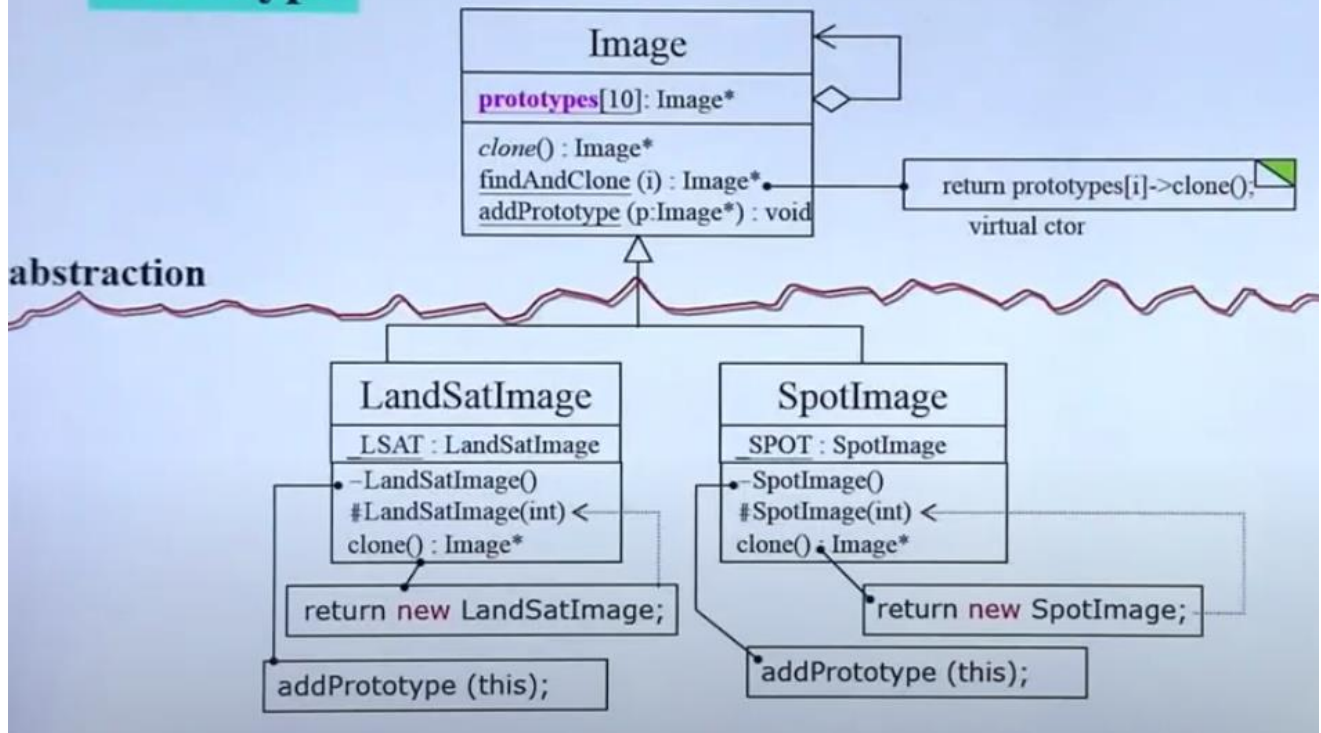 Image
prototypes[10]: Image*
clone() : Image*
findAndClone (i) : Image*
addPrototype (p:Image*) : void
return prototypes[i]->clone();
virtual ctor
abstraction
LandSatImage
_LSAT : LandSatImage
-LandSatImage()
#LandSatImage(int)
clone() : Image*
return new LandSatImage;
addPrototype (this);
SpotImage
_SPOT : SpotImage
-SpotImage()
#SpotImage(int)
clone() : Image*
return new SpotImage;
addPrototype (this);